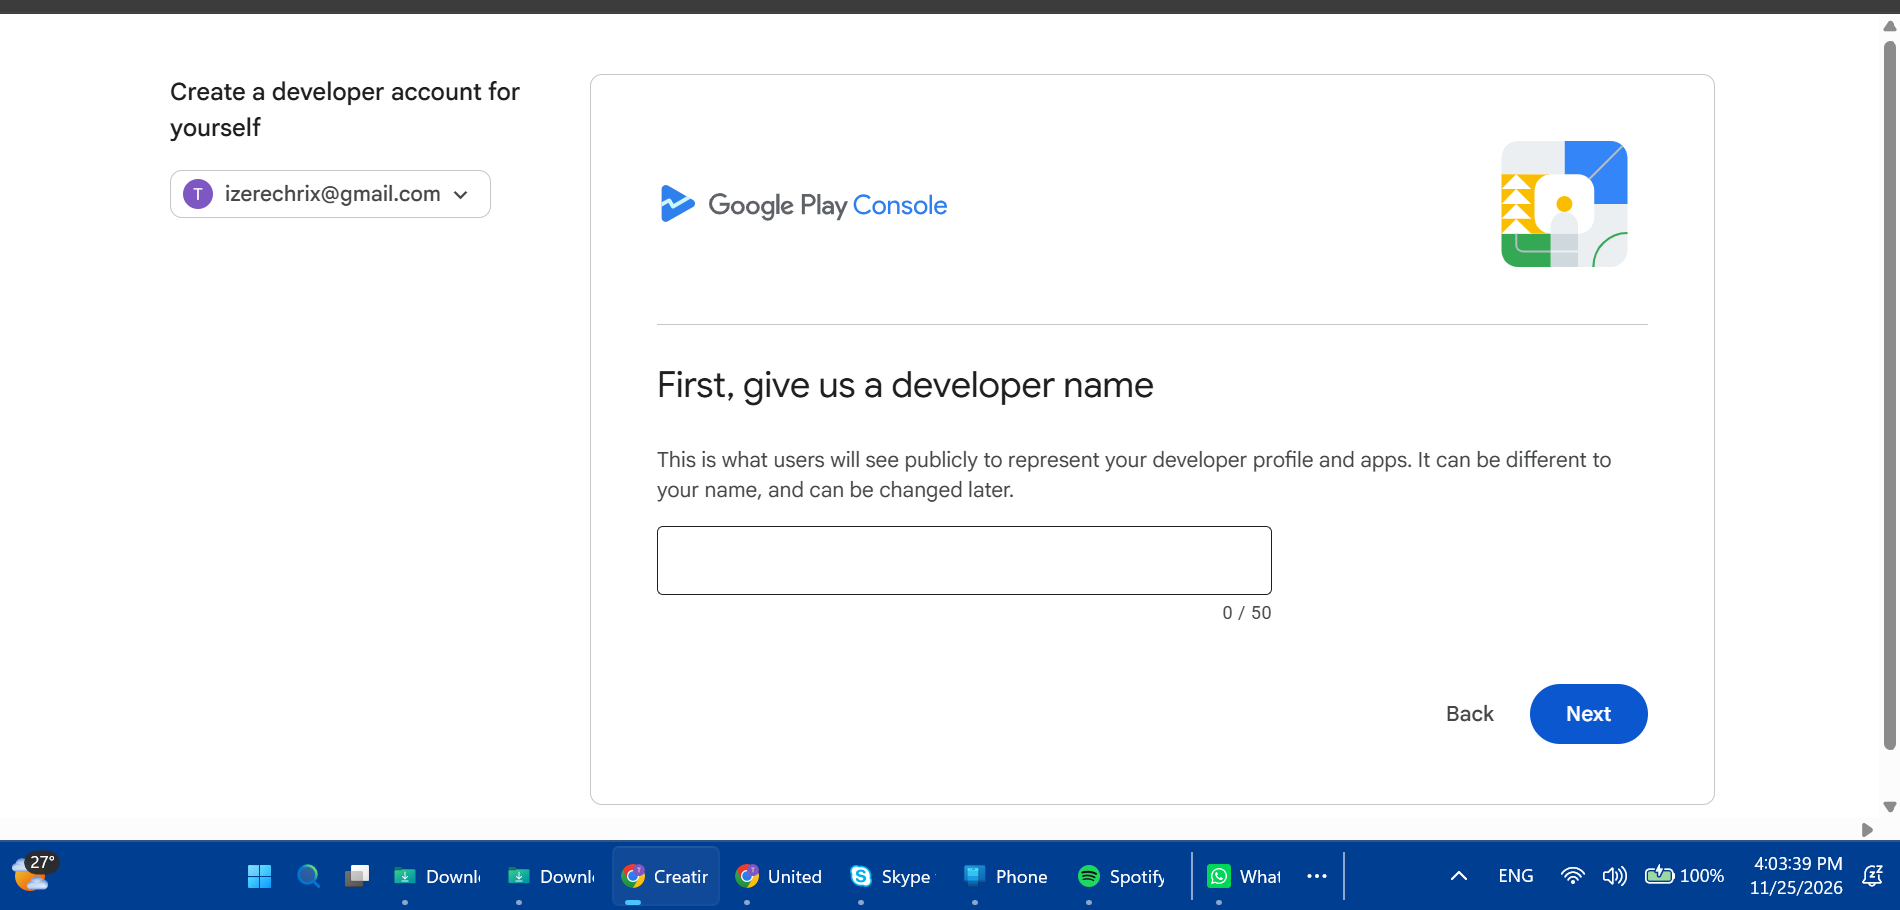 Create a developer account for
yourself
T izerechrix@gmail.com
Google Play Console
First, give us a developer name
This is what users will see publicly to represent your developer profile and apps. It can be different to
your name, and can be changed later.
0 / 50
Back Next
27°
Downl
Downl
Creatin
United
Skype
Phone
Spotify
What
ENG
100%
4:03:39 PM
11/25/2026